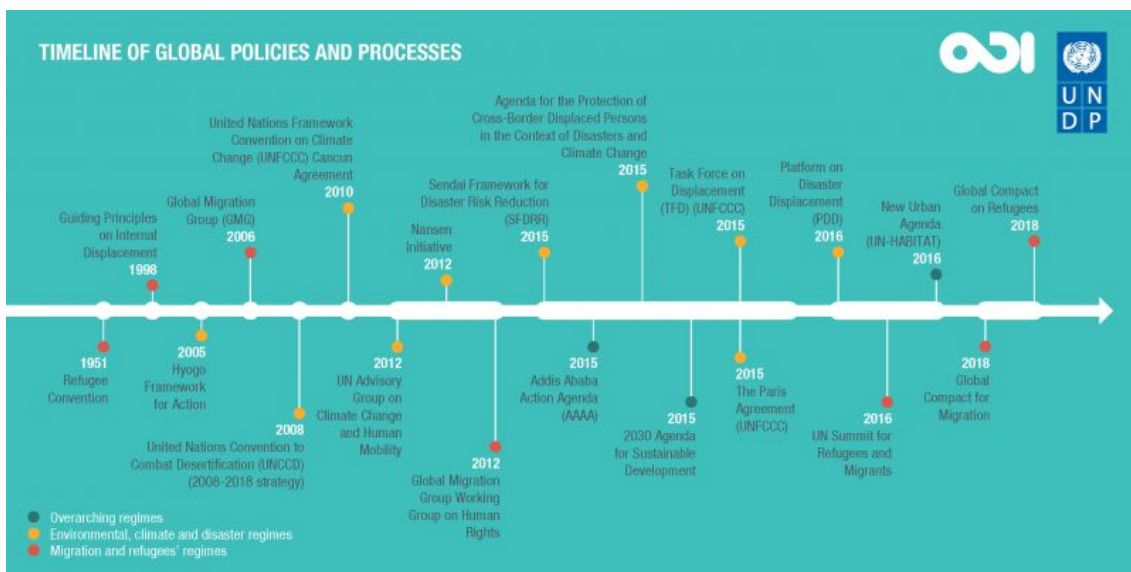 TIMELINE OF GLOBAL POLICIES AND PROCESSES
ODI
U N
D P
Refugee
Convention
1951
Guiding Principles
on Internal
Displacement
1998
2005
Hyogo
Framework
for Action
Global Migration
Group (GMG)
2006
2008
United Nations Convention to
Combat Desertification (UNCCD)
(2008-2018 strategy)
United Nations Framework
Convention on Climate
Change (UNFCCC) Cancun
Agreement
2010
2012
UN Advisory
Group on
Climate Change
and Human
Mobility
Nansen
Initiative
2012
2012
Global Migration
Group Working
Group on Human
Rights
Sendai Framework for
Disaster Risk Reduction
(SFDRR)
2015
2015
Addis Ababa
Action Agenda
(AAAA)
Agenda for the Protection of
Cross-Border Displaced Persons
in the Context of Disasters and
Climate Change
2015
2015
2030 Agenda
for Sustainable
Development
Task Force on
Displacement
(TFD) (UNFCCC)
2015
2015
The Paris
Agreement
(UNFCCC)
Platform on
Disaster
Displacement
(PDD)
2016
2016
UN Summit for
Refugees and
Migrants
New Urban
Agenda
(UN-HABITAT)
2016
2018
Global
Compact for
Migration
Global Compact
on Refugees
2018
Overarching regimes
Environmental, climate and disaster regimes
Migration and refugees' regimes